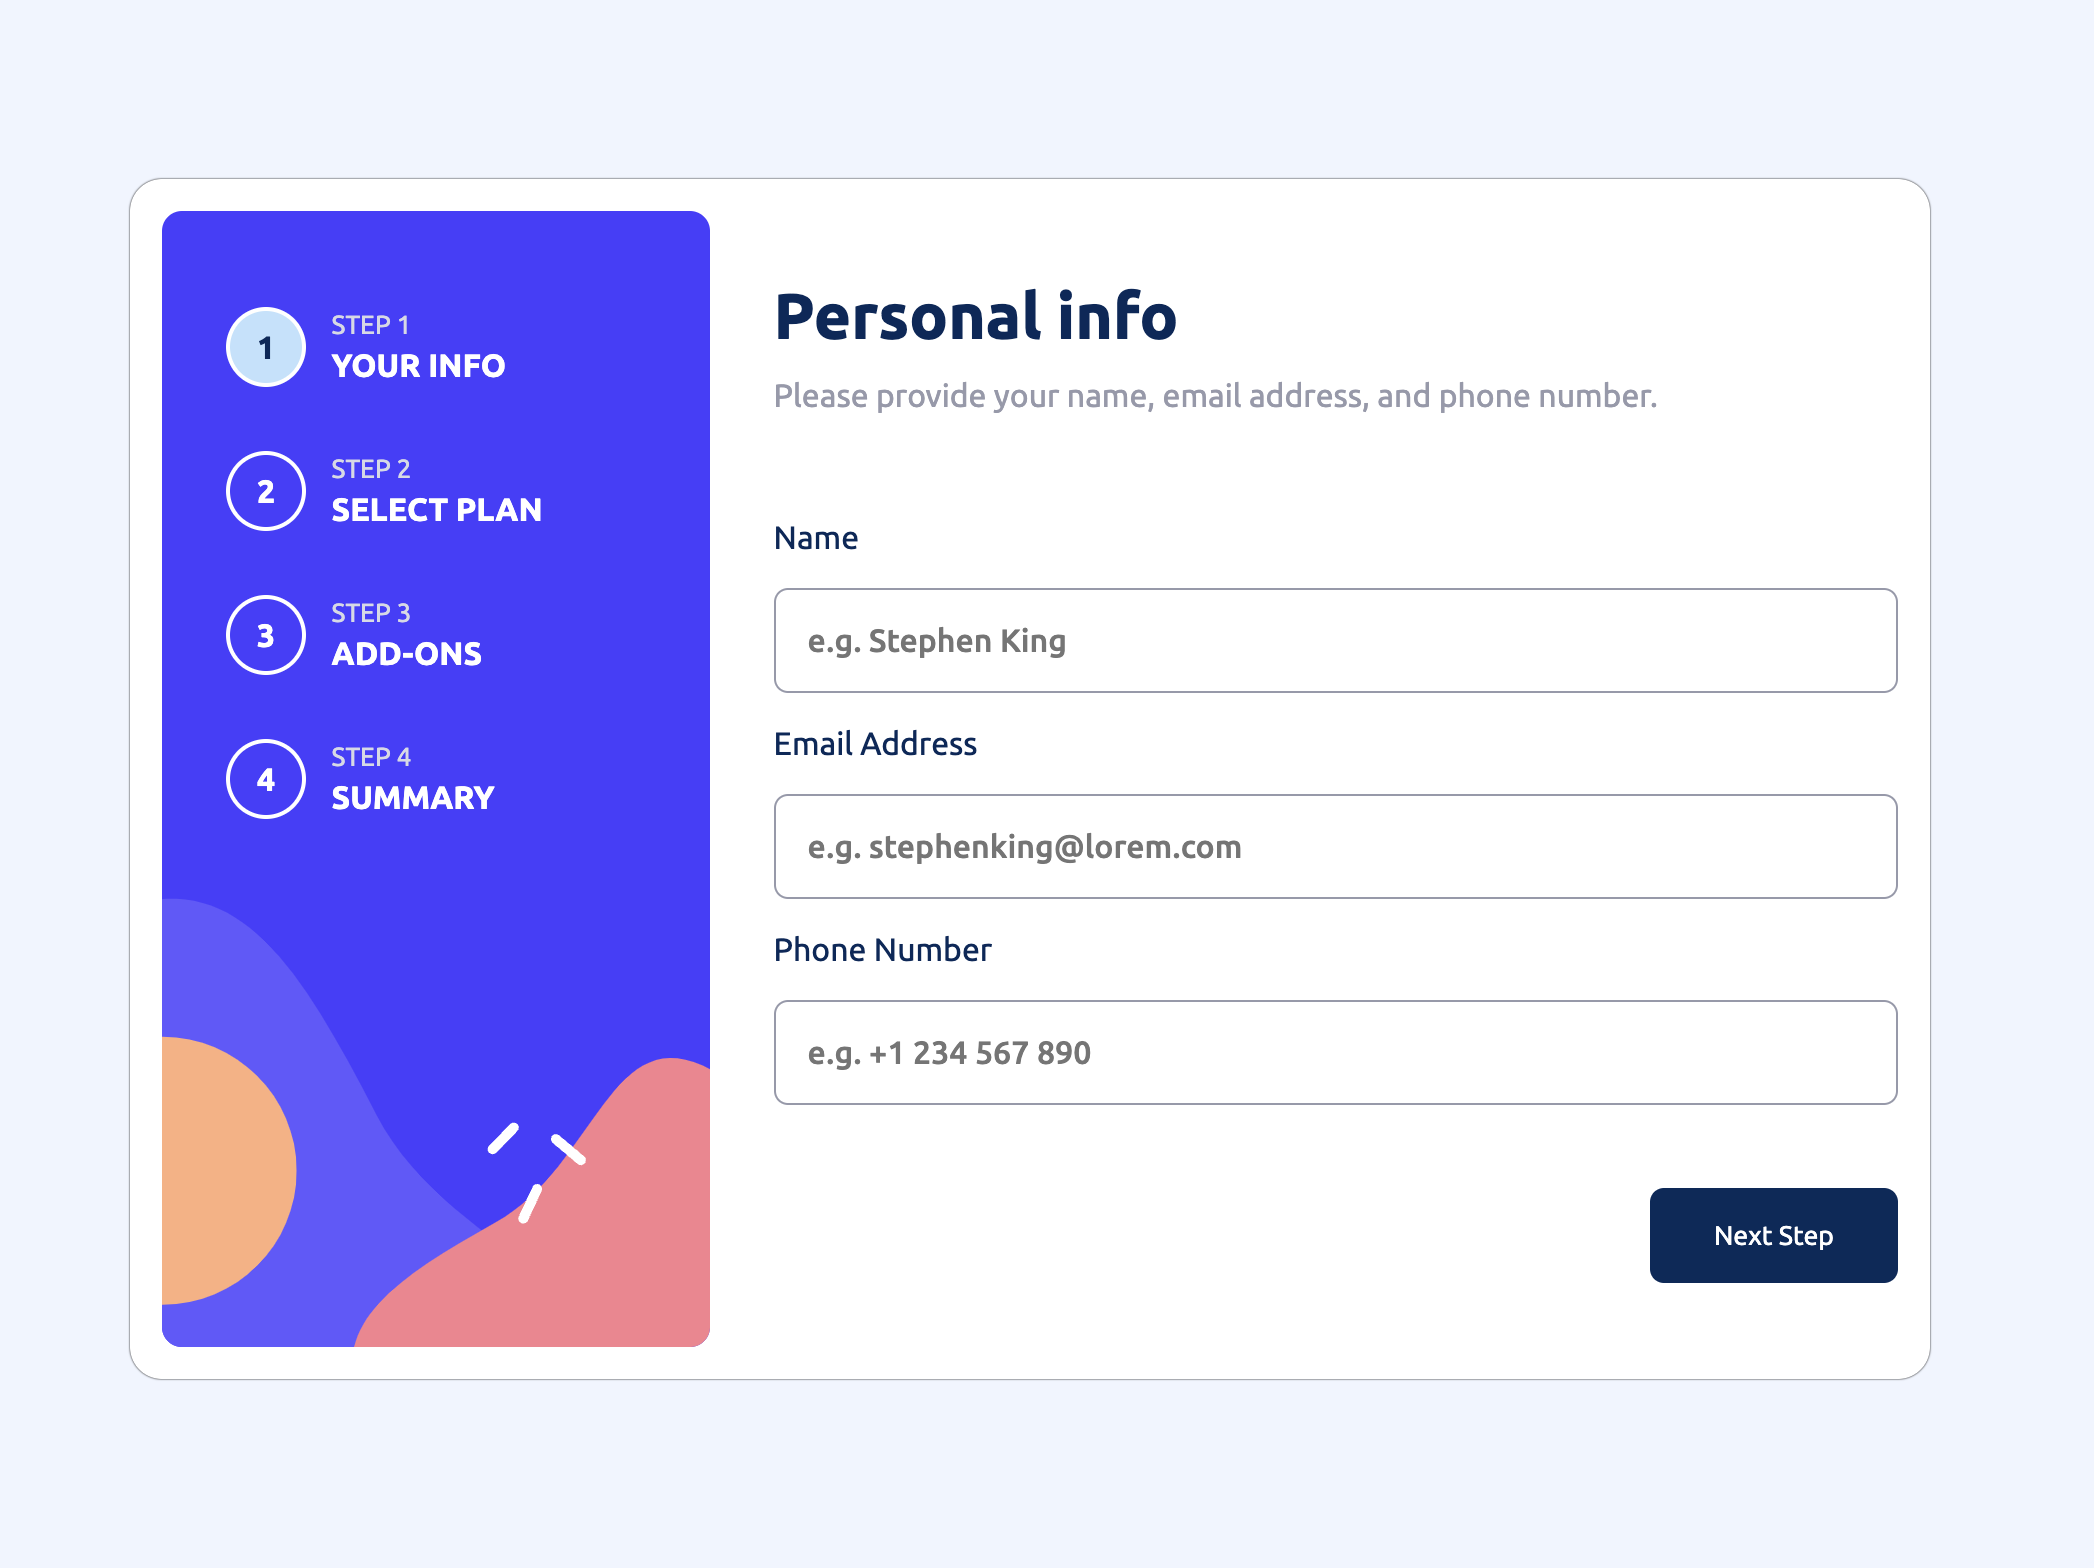 1
STEP 1
YOUR INFO
2
STEP 2
SELECT PLAN
3
STEP 3
ADD-ONS
4
STEP 4
SUMMARY
Personal info
Please provide your name, email address, and phone number.
Name
e.g. Stephen King
Email Address
e.g. stephenking@lorem.com
Phone Number
e.g. +1 234 567 890
Next Step